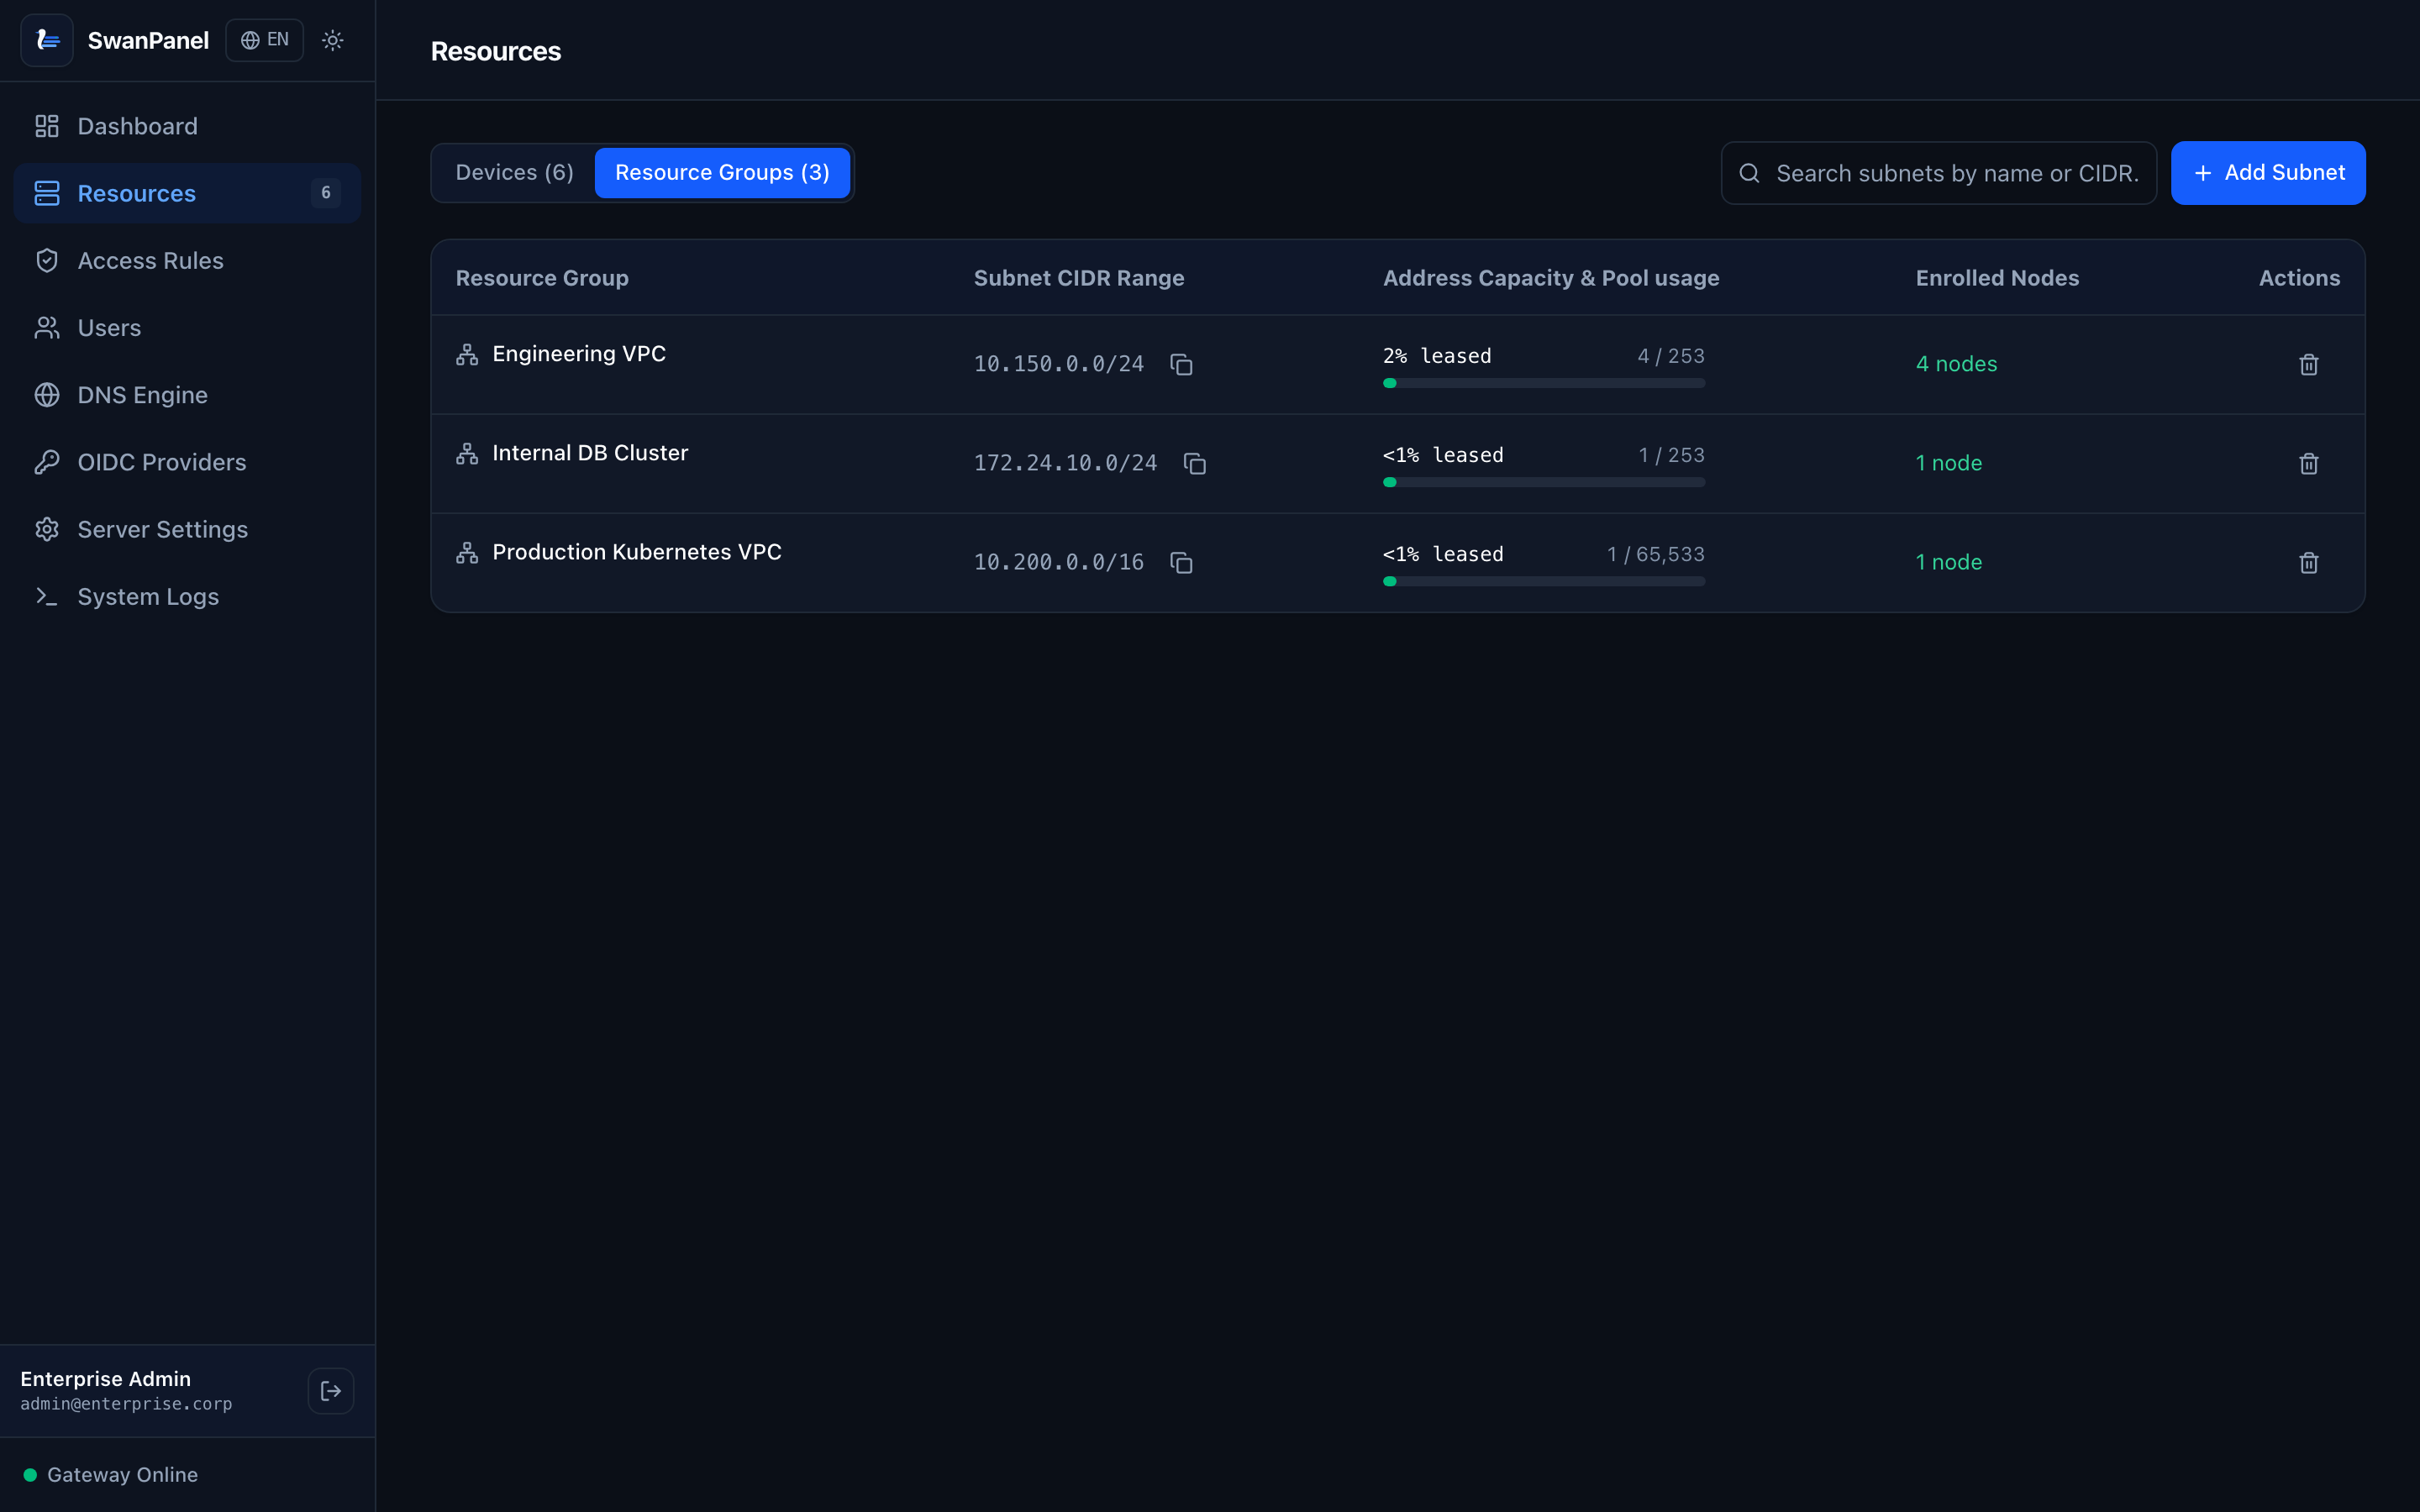 SwanPanel
EN
Dashboard
Resources 6
Access Rules
Users
DNS Engine
OIDC Providers
Server Settings
System Logs
Enterprise Admin
admin@enterprise.corp
Gateway Online
Resources
Devices (6) Resource Groups (3)
Search subnets by name or CIDR.
Add Subnet
Resource Group Subnet CIDR Range Address Capacity & Pool usage Enrolled Nodes Actions
Engineering VPC 10.150.0.0/24 2% leased 4 / 253 4 nodes
Internal DB Cluster 172.24.10.0/24 <1% leased 1 / 253 1 node
Production Kubernetes VPC 10.200.0.0/16 <1% leased 1 / 65,533 1 node